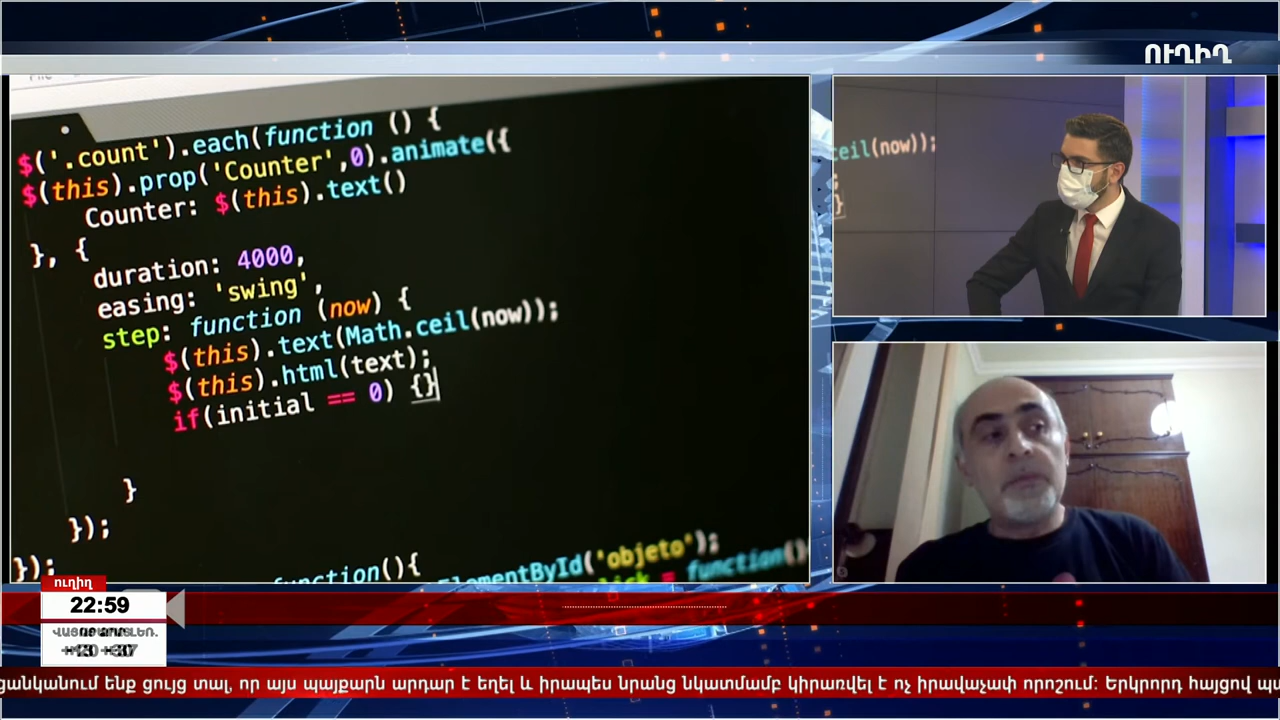 ՈՒՂԻՂ
$('.count').each(function () {
$(this).prop('Counter',0).animate({
Counter: $(this).text()
}, {
duration: 4000,
easing: 'swing',
step: function (now) {
$(this).text(Math.ceil(now));
$(this).html(text);
if(initial == 0) {}
}
});
});
function(){
ElementById('objeto');
= function()
ceil(now));
}
ուղիղ
22:59
ցանկանում ենք ցույց տալ, որ այս պայքարն արդար է եղել և իրապես նրանց նկատմամբ կիրառվել է ոչ իրավաչափ որոշում: Երկրորդ հայցով